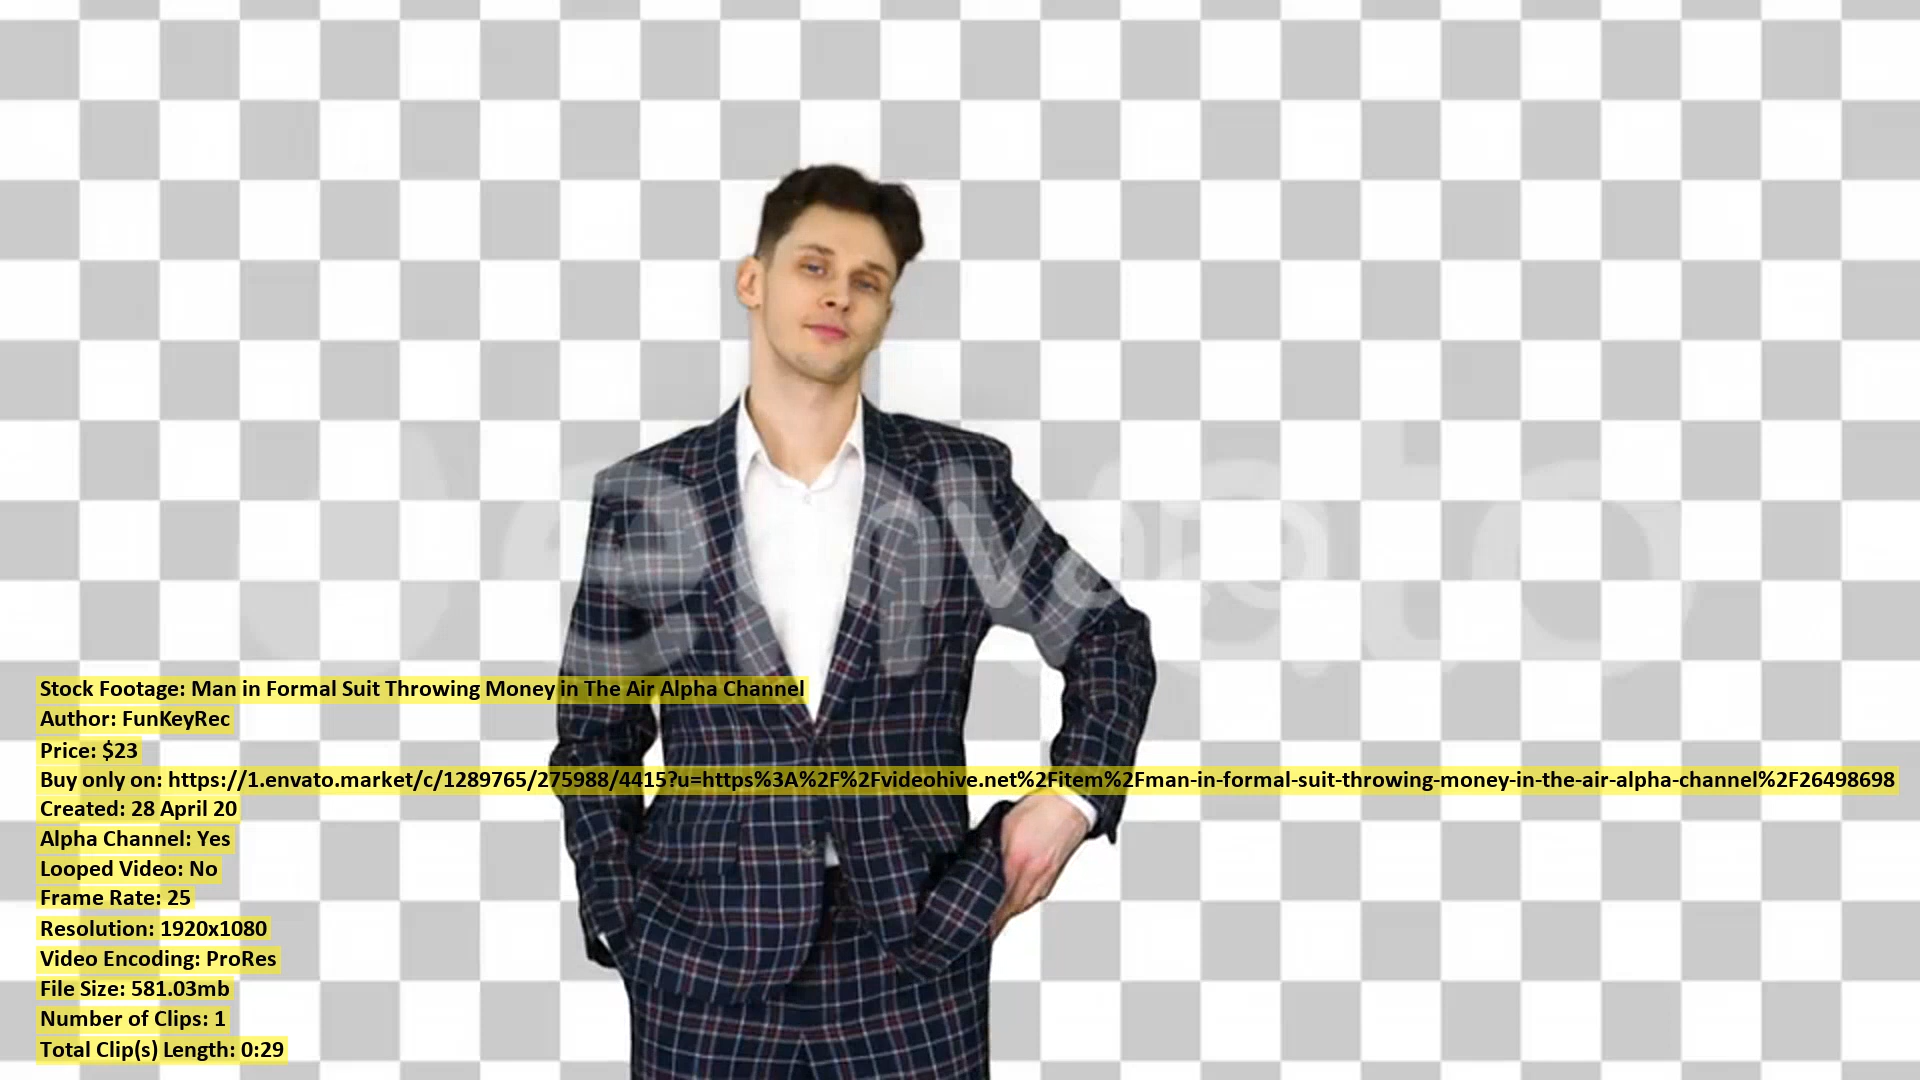 envato
Stock Footage: Man in Formal Suit Throwing Money in The Air Alpha Channel
Author: FunKeyRec
Price: $23
Buy only on: https://1.envato.market/c/1289765/275988/4415?u=https%3A%2F%2Fvideohive.net%2Fitem%2Fman-in-formal-suit-throwing-money-in-the-air-alpha-channel%2F26498698
Created: 28 April 20
Alpha Channel: Yes
Looped Video: No
Frame Rate: 25
Resolution: 1920x1080
Video Encoding: ProRes
File Size: 581.03mb
Number of Clips: 1
Total Clip(s) Length: 0:29